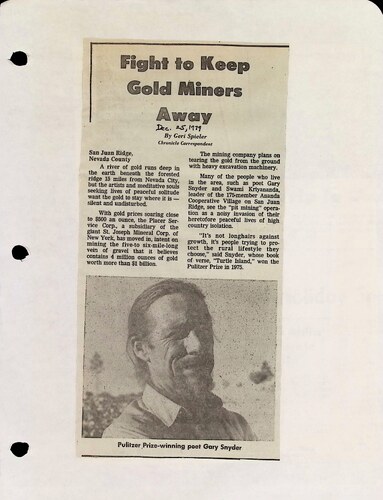 Fight to Keep
Gold Miners
Away
Dec. 25, 1979
By Geri Spieler
Chronicle Correspondent
San Juan Ridge,
Nevada County
A river of gold runs deep in
the earth beneath the forested
ridge 15 miles from Nevada City,
but the artists and meditative souls
seeking lives of peaceful solitude
want the gold to stay where it is —
silent and undisturbed.
With gold prices soaring close
to $500 an ounce, the Placer Ser-
vice Corp., a subsidiary of the
giant St. Joseph Mineral Corp. of
New York, has moved in, intent on
mining the five-to six-mile-long
vein of gravel that it believes
contains 4 million ounces of gold
worth more than $1 billion.
The mining company plans on
tearing the gold from the ground
with heavy excavation machinery.
Many of the people who live
in the area, such as poet Gary
Snyder and Swami Kriyananda,
leader of the 175-member Ananda
Cooperative Village on San Juan
Ridge, see the "pit mining" oper-
ation as a noisy invasion of their
heretofore peaceful lives of high
country isolation.
"It's not longhairs against
growth, it's people trying to pro-
tect the rural lifestyle they
choose," said Snyder, whose book
of verse, "Turtle Island," won the
Pulitzer Prize in 1975.
Pulitzer Prize-winning poet Gary Snyder